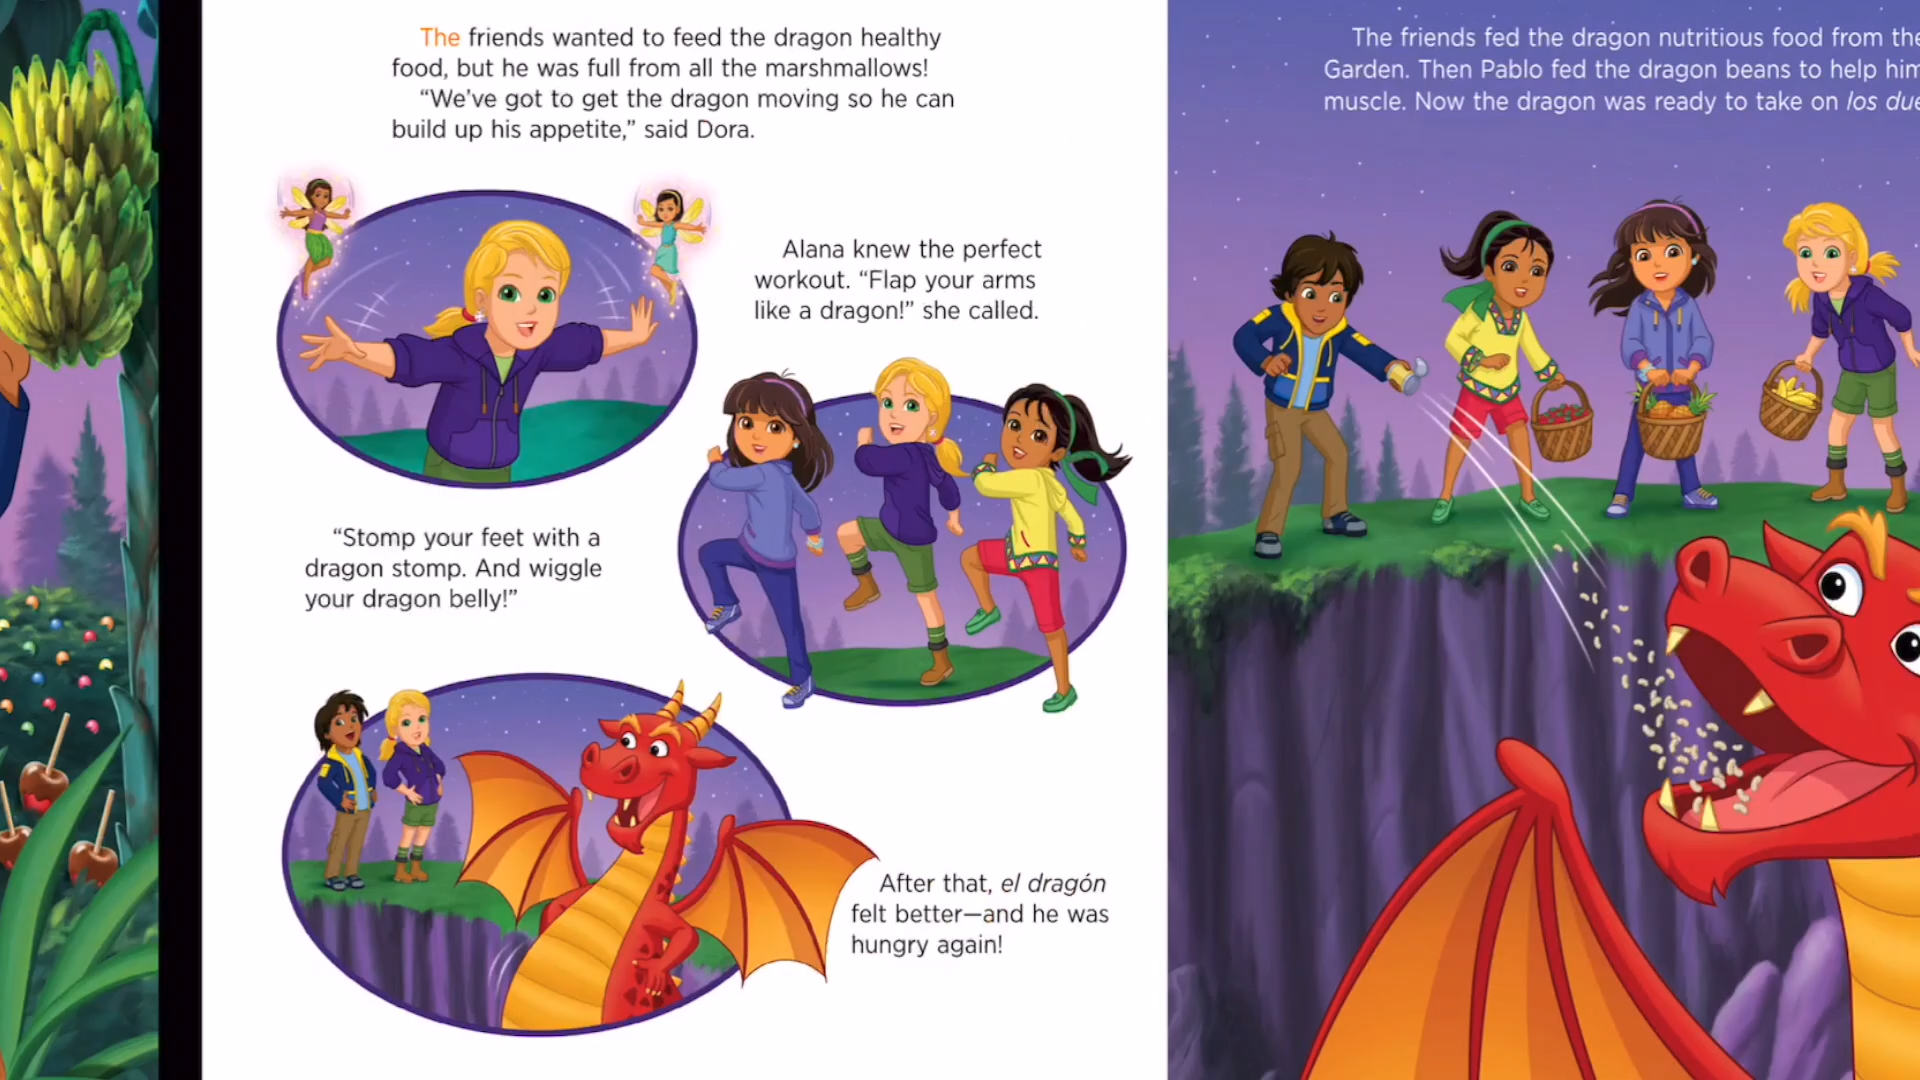 The friends wanted to feed the dragon healthy
food, but he was full from all the marshmallows!
“We’ve got to get the dragon moving so he can
build up his appetite,” said Dora.
Alana knew the perfect
workout. “Flap your arms
like a dragon!” she called.
“Stomp your feet with a
dragon stomp. And wiggle
your dragon belly!”
After that, el dragón
felt better—and he was
hungry again!
The friends fed the dragon nutritious food from the
Garden. Then Pablo fed the dragon beans to help him
muscle. Now the dragon was ready to take on los